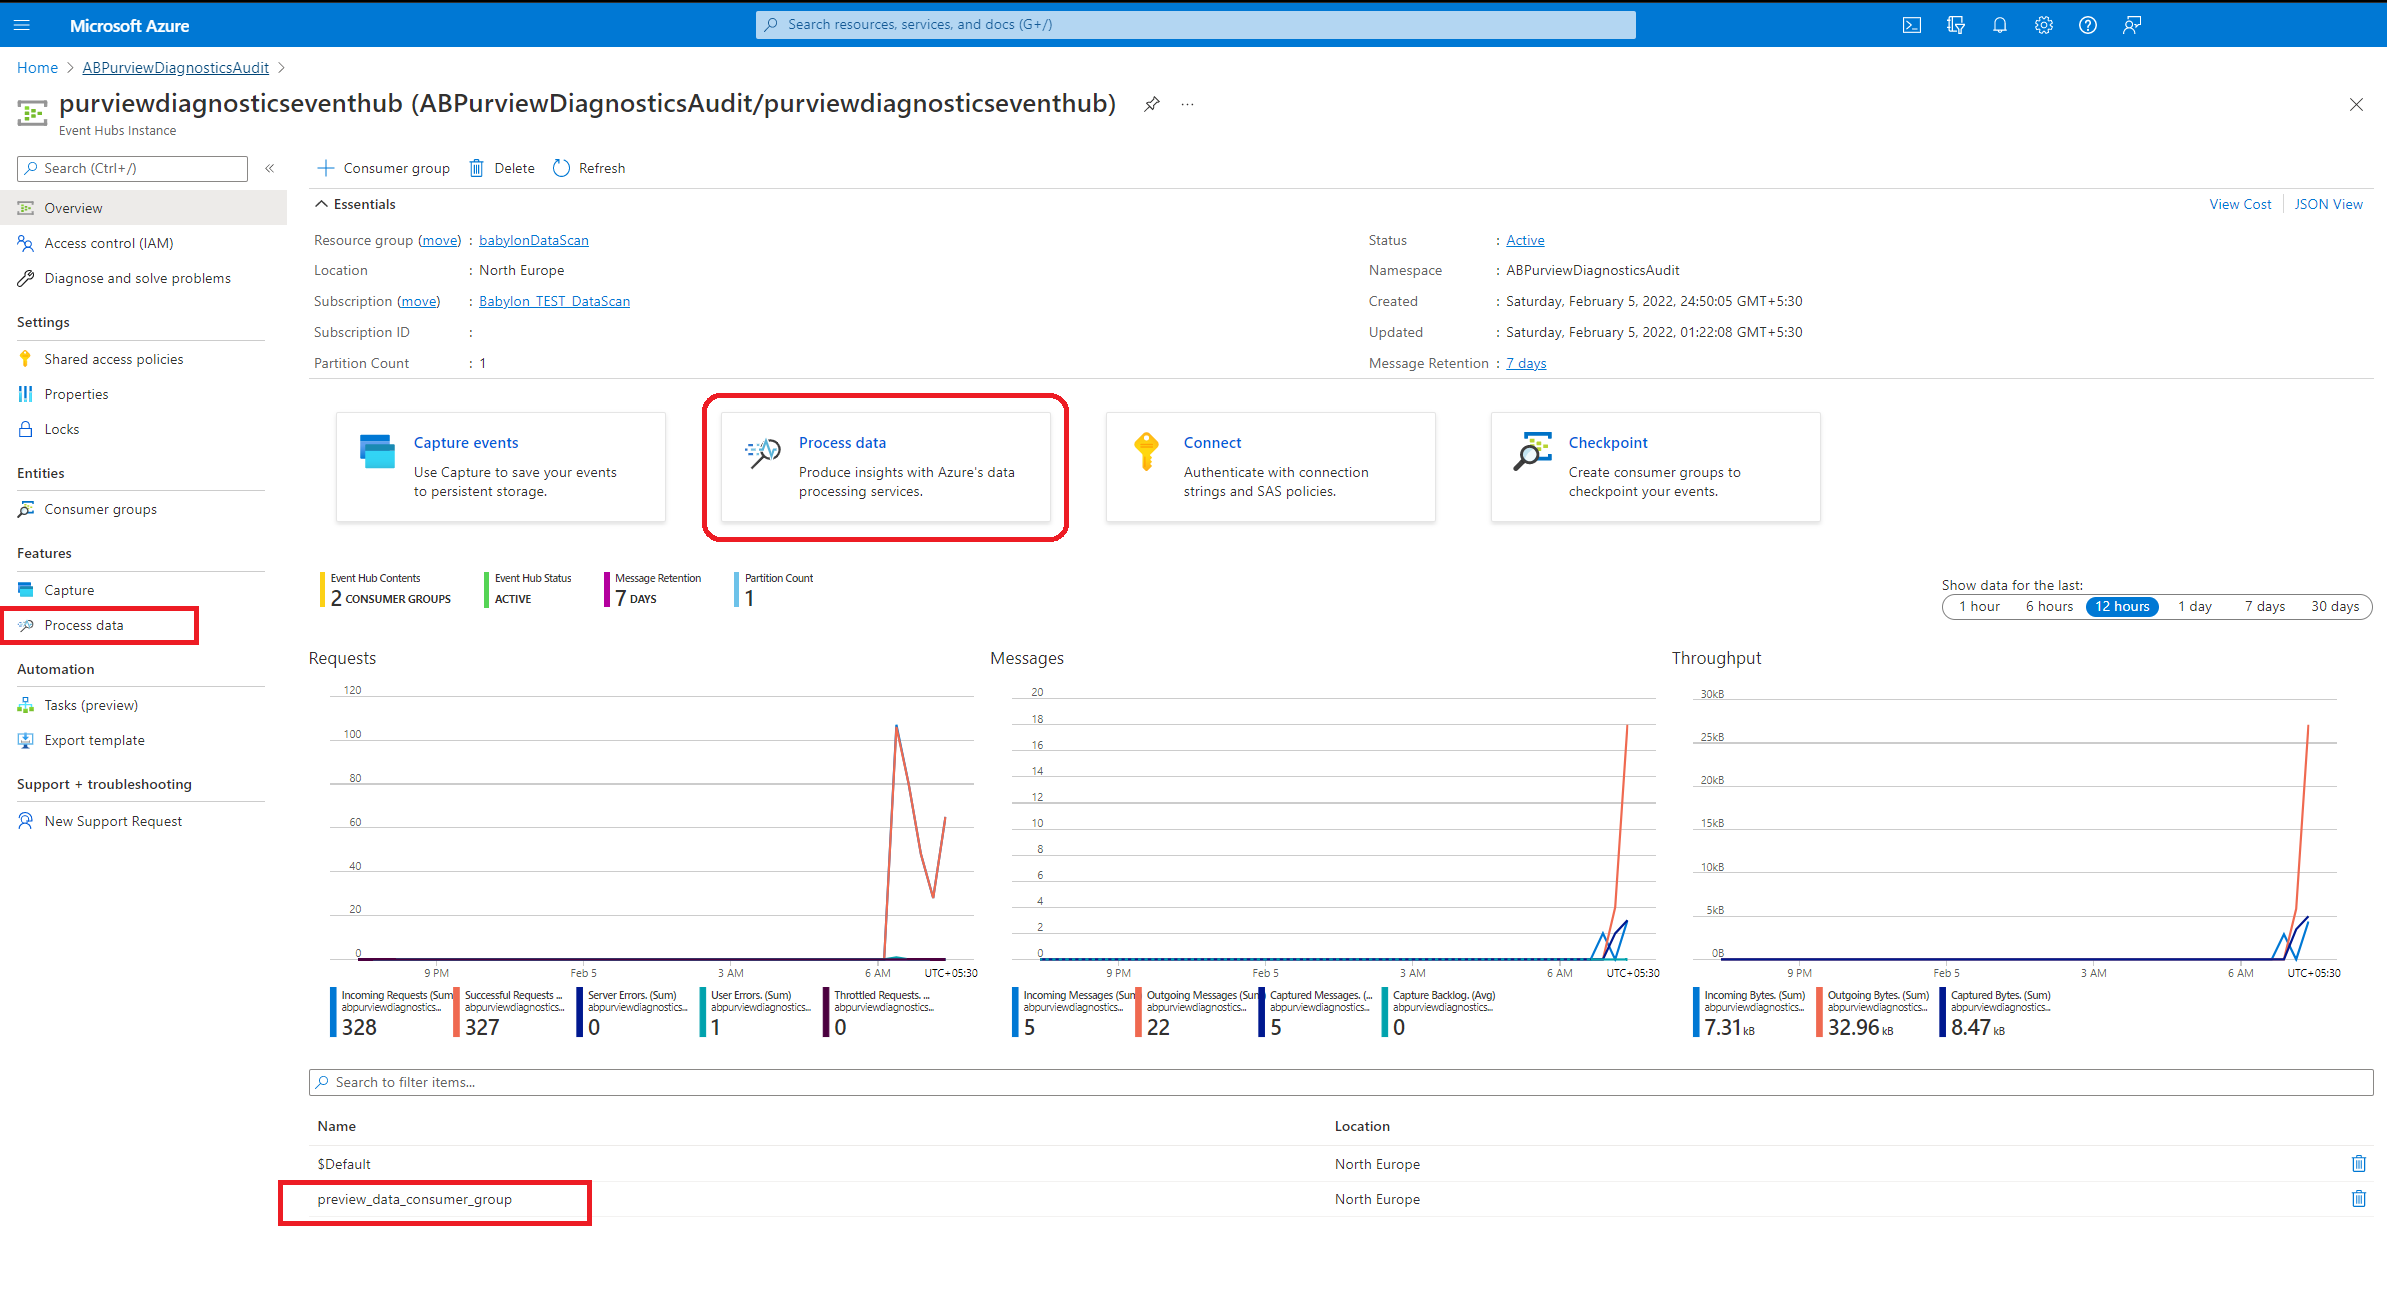 Microsoft Azure
Search resources, services, and docs (G+/)
Home > ABPurviewDiagnosticsAudit >
purviewdiagnosticseventhub (ABPurviewDiagnosticsAudit/purviewdiagnosticseventhub) ...
Event Hubs Instance
Search (Ctrl+/) «
Overview
Access control (IAM)
Diagnose and solve problems
Settings
Shared access policies
Properties
Locks
Entities
Consumer groups
Features
Capture
Process data
Automation
Tasks (preview)
Export template
Support + troubleshooting
New Support Request
Consumer group Delete Refresh
Essentials View Cost JSON View
Resource group (move) : babylonDataScan
Location : North Europe
Subscription (move) : Babylon_TEST_DataScan
Subscription ID :
Partition Count : 1
Status : Active
Namespace : ABPurviewDiagnosticsAudit
Created : Saturday, February 5, 2022, 24:50:05 GMT+5:30
Updated : Saturday, February 5, 2022, 01:22:08 GMT+5:30
Message Retention : 7 days
Capture events
Use Capture to save your events
to persistent storage.
Process data
Produce insights with Azure's data
processing services.
Connect
Authenticate with connection
strings and SAS policies.
Checkpoint
Create consumer groups to
checkpoint your events.
Event Hub Contents
2 CONSUMER GROUPS
Event Hub Status
ACTIVE
Message Retention
7 DAYS
Partition Count
1
Show data for the last:
1 hour 6 hours 12 hours 1 day 7 days 30 days
Requests
120
100
80
60
40
20
0
9 PM Feb 5 3 AM 6 AM UTC+05:30
Incoming Requests (Sum
abpurviewdiagnostics...
328
Successful Requests ...
abpurviewdiagnostics...
327
Server Errors. (Sum)
abpurviewdiagnostics...
0
User Errors. (Sum)
abpurviewdiagnostics...
1
Throttled Requests. ...
abpurviewdiagnostics...
0
Messages
20
18
16
14
12
10
8
6
4
2
0
9 PM Feb 5 3 AM 6 AM UTC+05:30
Incoming Messages (Sum
abpurviewdiagnostics...
5
Outgoing Messages (Sum
abpurviewdiagnostics...
22
Captured Messages. (...
abpurviewdiagnostics...
5
Capture Backlog. (Avg)
abpurviewdiagnostics...
0
Throughput
30kB
25kB
20kB
15kB
10kB
5kB
0B
9 PM Feb 5 3 AM 6 AM UTC+05:30
Incoming Bytes. (Sum)
abpurviewdiagnostics...
7.31 kB
Outgoing Bytes. (Sum)
abpurviewdiagnostics...
32.96 kB
Captured Bytes. (Sum)
abpurviewdiagnostics...
8.47 kB
Search to filter items...
Name Location
$Default North Europe
preview_data_consumer_group North Europe